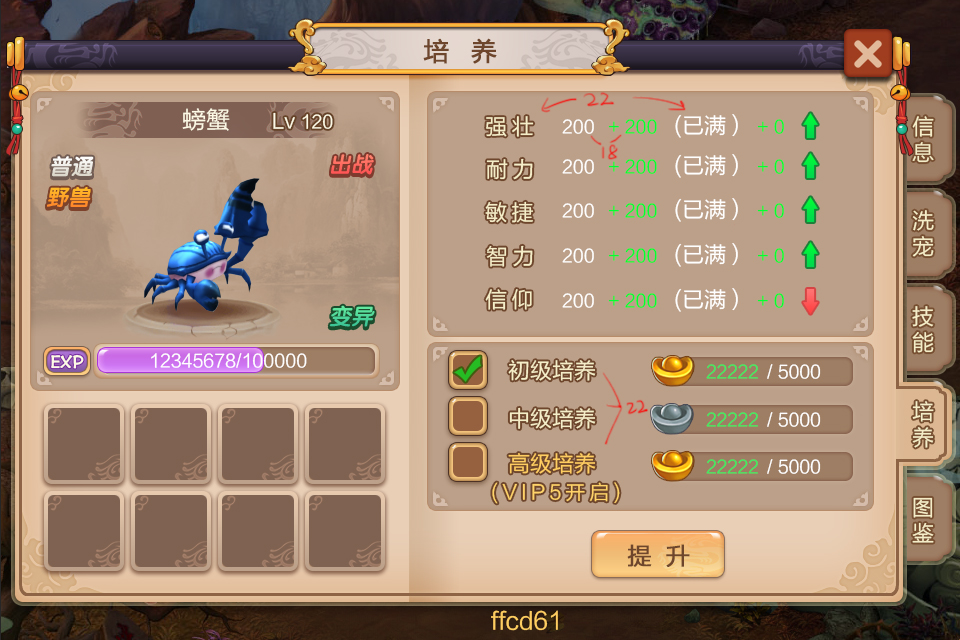 培养
螃蟹 Lv 120
普通
出战
野兽
变异
EXP 12345678/100000
22
强壮 200 +200 (已满) +0
18
耐力 200 +200 (已满) +0
敏捷 200 +200 (已满) +0
智力 200 +200 (已满) +0
信仰 200 +200 (已满) +0
初级培养 22222 / 5000
22
中级培养 22222 / 5000
高级培养 22222 / 5000
(VIP5开启)
提升
信息
洗宠
技能
培养
图鉴
ffcd61